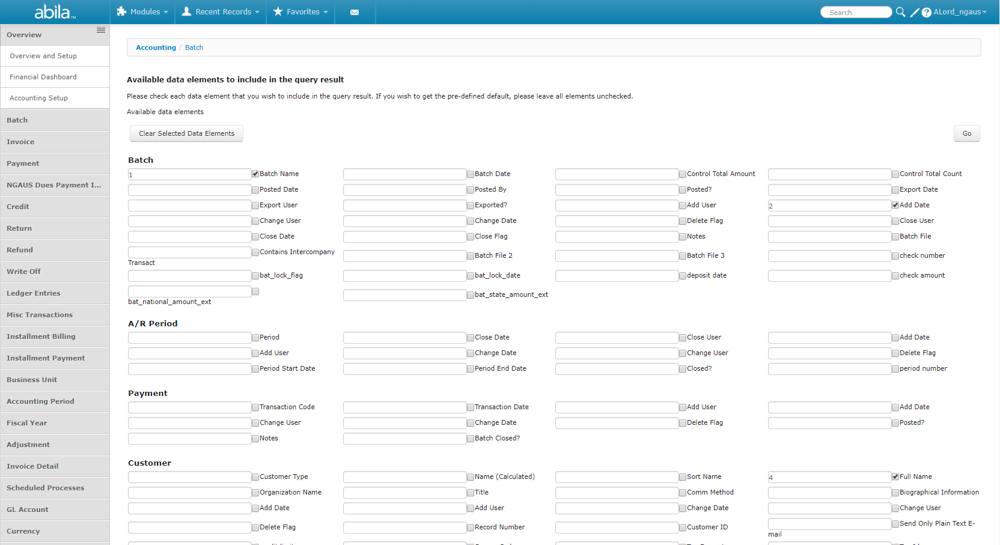 abila™
Modules
Recent Records
Favorites
Search
ALord_ngaus
Overview
Overview and Setup
Financial Dashboard
Accounting Setup
Batch
Invoice
Payment
NGAUS Dues Payment I...
Credit
Return
Refund
Write Off
Ledger Entries
Misc Transactions
Installment Billing
Installment Payment
Business Unit
Accounting Period
Fiscal Year
Adjustment
Invoice Detail
Scheduled Processes
GL Account
Currency
Accounting / Batch
Available data elements to include in the query result
Please check each data element that you wish to include in the query result. If you wish to get the pre-defined default, please leave all elements unchecked.
Available data elements
Clear Selected Data Elements
Go
Batch
1 Batch Name Batch Date Control Total Amount Control Total Count
Posted Date Posted By Posted? Export Date
Export User Exported? Add User 2 Add Date
Change User Change Date Delete Flag Close User
Close Date Close Flag Notes Batch File
Contains Intercompany
Transact Batch File 2 Batch File 3 check number
bat_lock_flag bat_lock_date deposit date check amount
bat_national_amount_ext bat_state_amount_ext
A/R Period
Period Close Date Close User Add Date
Add User Change Date Change User Delete Flag
Period Start Date Period End Date Closed? period number
Payment
Transaction Code Transaction Date Add User Add Date
Change User Change Date Delete Flag Posted?
Notes Batch Closed?
Customer
Customer Type Name (Calculated) Sort Name 4 Full Name
Organization Name Title Comm Method Biographical Information
Add Date Add User Change Date Change User
Delete Flag Record Number Customer ID Send Only Plain Text E-
mail